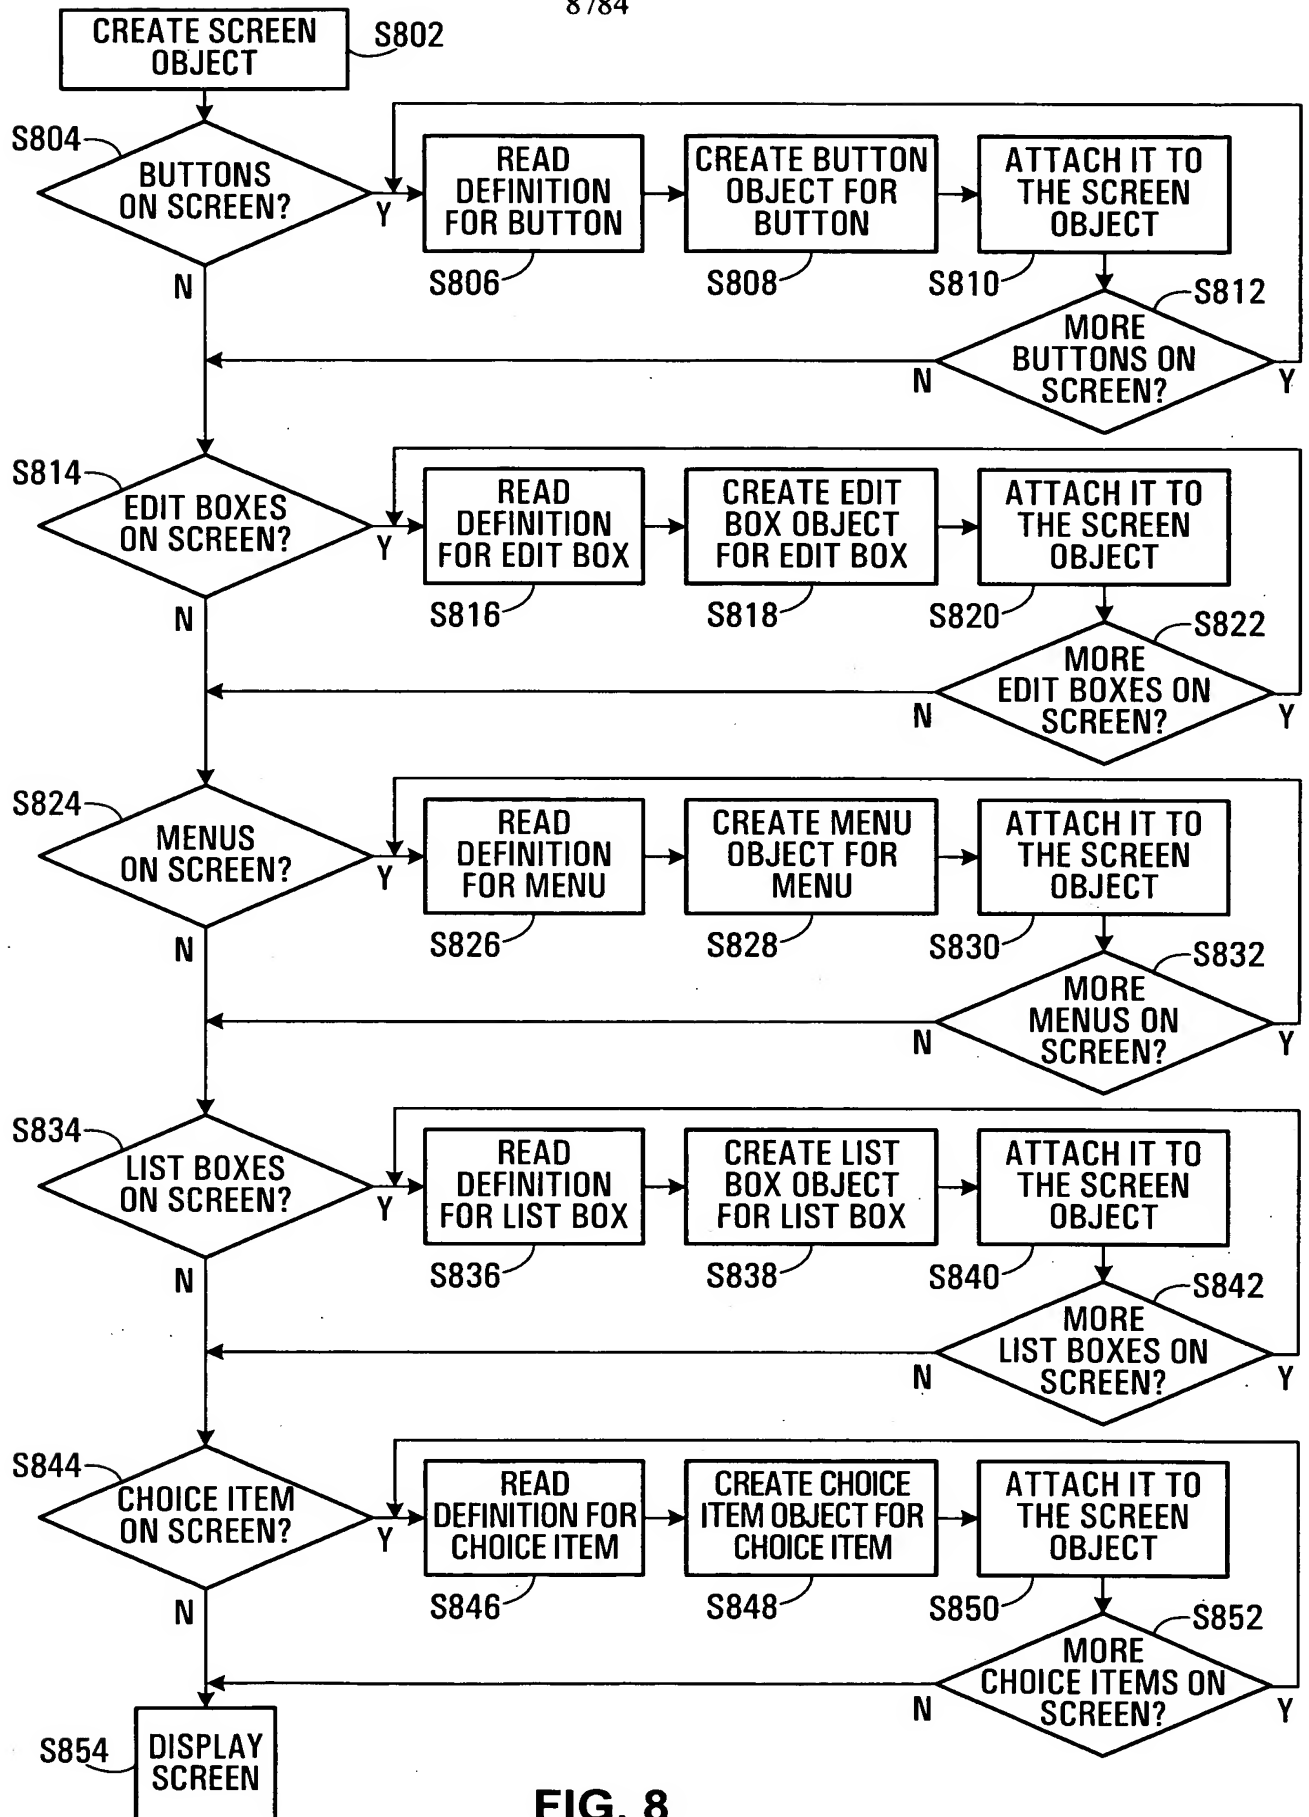 8/84
CREATE SCREEN
OBJECT
S802
S804
BUTTONS
ON SCREEN?
Y
N
READ
DEFINITION
FOR BUTTON
S806
CREATE BUTTON
OBJECT FOR
BUTTON
S808
ATTACH IT TO
THE SCREEN
OBJECT
S810
S812
MORE
BUTTONS ON
SCREEN?
N
Y
S814
EDIT BOXES
ON SCREEN?
Y
N
READ
DEFINITION
FOR EDIT BOX
S816
CREATE EDIT
BOX OBJECT
FOR EDIT BOX
S818
ATTACH IT TO
THE SCREEN
OBJECT
S820
S822
MORE
EDIT BOXES ON
SCREEN?
N
Y
S824
MENUS
ON SCREEN?
Y
N
READ
DEFINITION
FOR MENU
S826
CREATE MENU
OBJECT FOR
MENU
S828
ATTACH IT TO
THE SCREEN
OBJECT
S830
S832
MORE
MENUS ON
SCREEN?
N
Y
S834
LIST BOXES
ON SCREEN?
Y
N
READ
DEFINITION
FOR LIST BOX
S836
CREATE LIST
BOX OBJECT
FOR LIST BOX
S838
ATTACH IT TO
THE SCREEN
OBJECT
S840
S842
MORE
LIST BOXES ON
SCREEN?
N
Y
S844
CHOICE ITEM
ON SCREEN?
Y
N
READ
DEFINITION FOR
CHOICE ITEM
S846
CREATE CHOICE
ITEM OBJECT FOR
CHOICE ITEM
S848
ATTACH IT TO
THE SCREEN
OBJECT
S850
S852
MORE
CHOICE ITEMS ON
SCREEN?
N
Y
S854
DISPLAY
SCREEN
FIG. 8